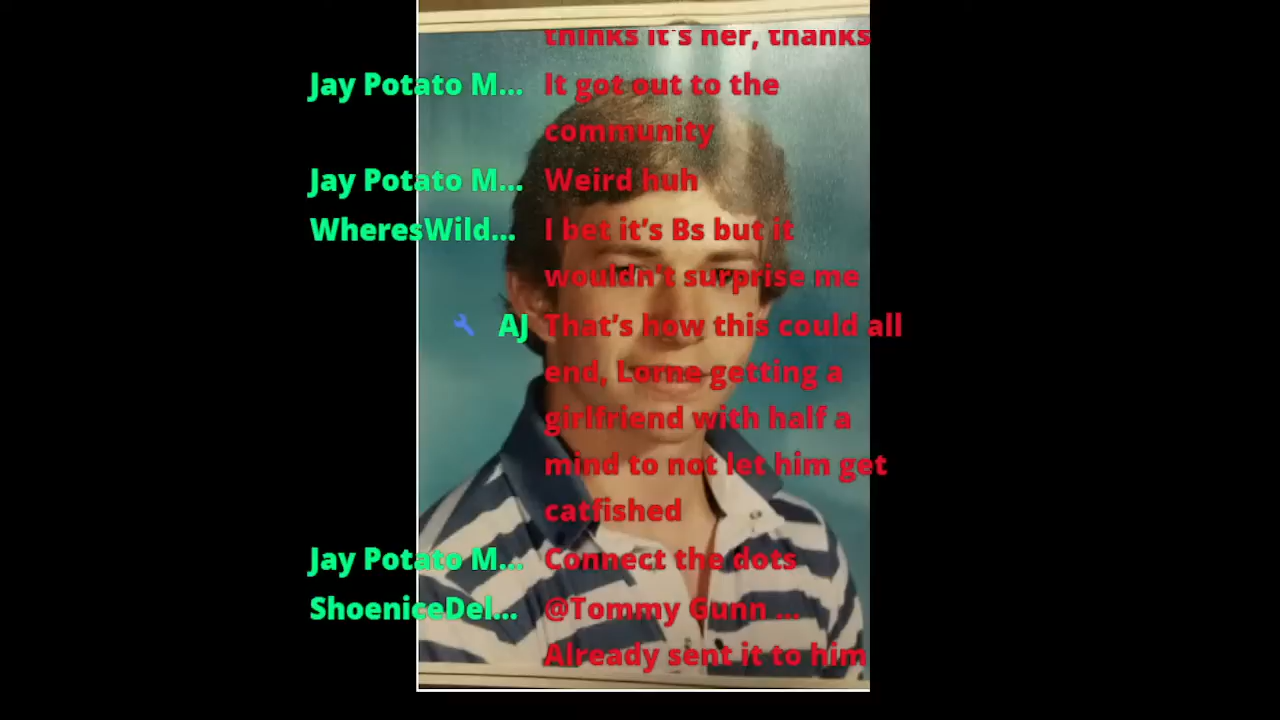 thinks it's her, thanks
Jay Potato M... It got out to the
community
Jay Potato M... Weird huh
WheresWild... I bet it’s Bs but it
wouldn't surprise me
AJ That’s how this could all
end, Lorne getting a
girlfriend with half a
mind to not let him get
catfished
Jay Potato M... Connect the dots
ShoeniceDel... @Tommy Gunn ...
Already sent it to him